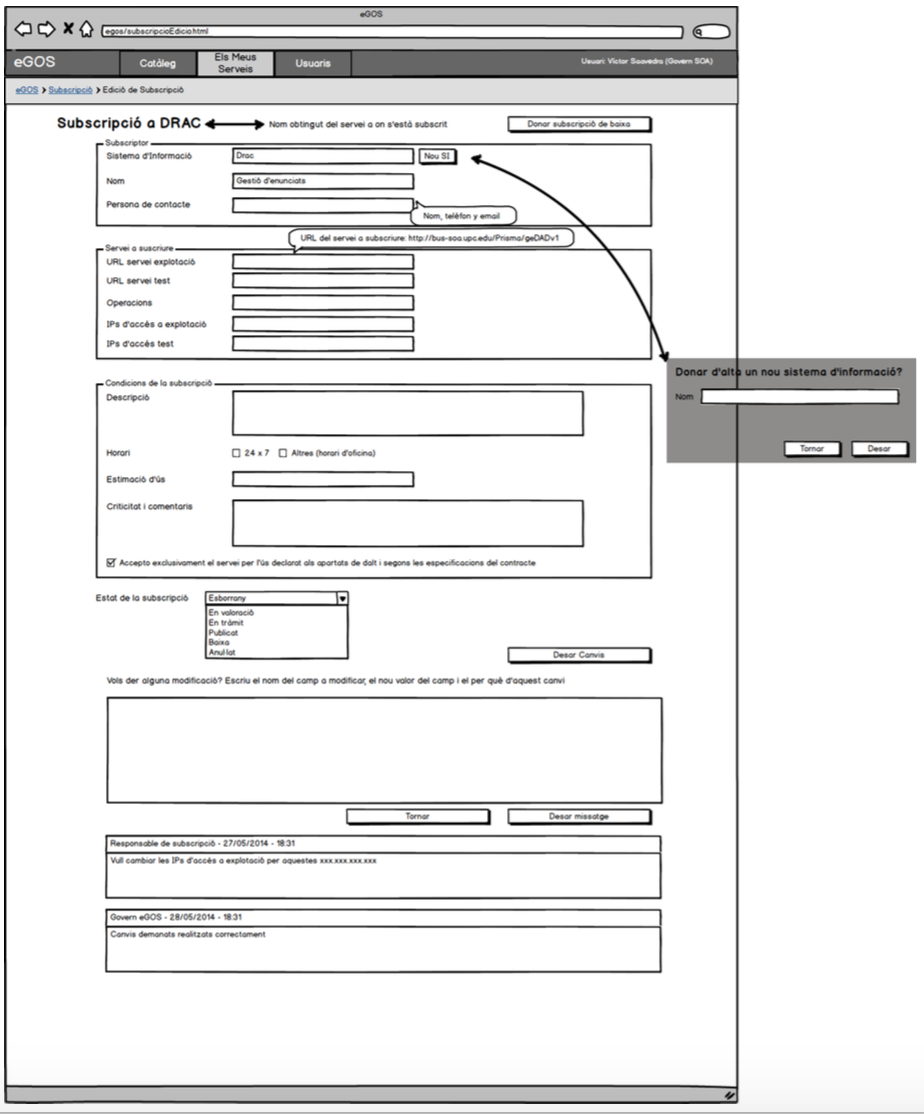 eGOS
egos/subscripcioEdicio.html
eGOS
Catàleg
Els Meus
Serveis
Usuaris
Usuari: Victor Saavedra (Govern SOA)
eGOS > Subscripció > Edició de Subscripció
Subscripció a DRAC
Nom obtingut del servei a on s'està subscrit
Donar subscripció de baixa
Subscriptor
Sistema d'Informació
Drac
Nou SI
Nom
Gestió d'enunciats
Persona de contacte
Nom, telèfon y email
URL del servei a subscriure: http://bus-soa.upc.edu/Prisma/geDADv1
Servei a suscriure
URL servei explotació
URL servei test
Operacions
IPs d'accés a explotació
IPs d'accés test
Donar d'alta un nou sistema d'informació?
Nom
Tornar
Desar
Condicions de la subscripció
Descripció
Horari
24 x 7
Altres (horari d'oficina)
Estimació d'ús
Criticitat i comentaris
Accepto exclusivament el servei per l'ús declarat als apartats de dalt i segons les especificacions del contracte
Estat de la subscripció
Esborrany
En valoració
En tràmit
Publicat
Baixa
Anul·lat
Desar Canvis
Vols der alguna modificació? Escriu el nom del camp a modificar, el nou valor del camp i el per què d'aquest canvi
Tornar
Desar missatge
Responsable de subscripció - 27/05/2014 - 18:31
Vull cambiar les IPs d'accés a explotació per aquestes xxx.xxx.xxx.xxx
Govern eGOS - 28/05/2014 - 18:31
Canvis demanats realitzats correctament